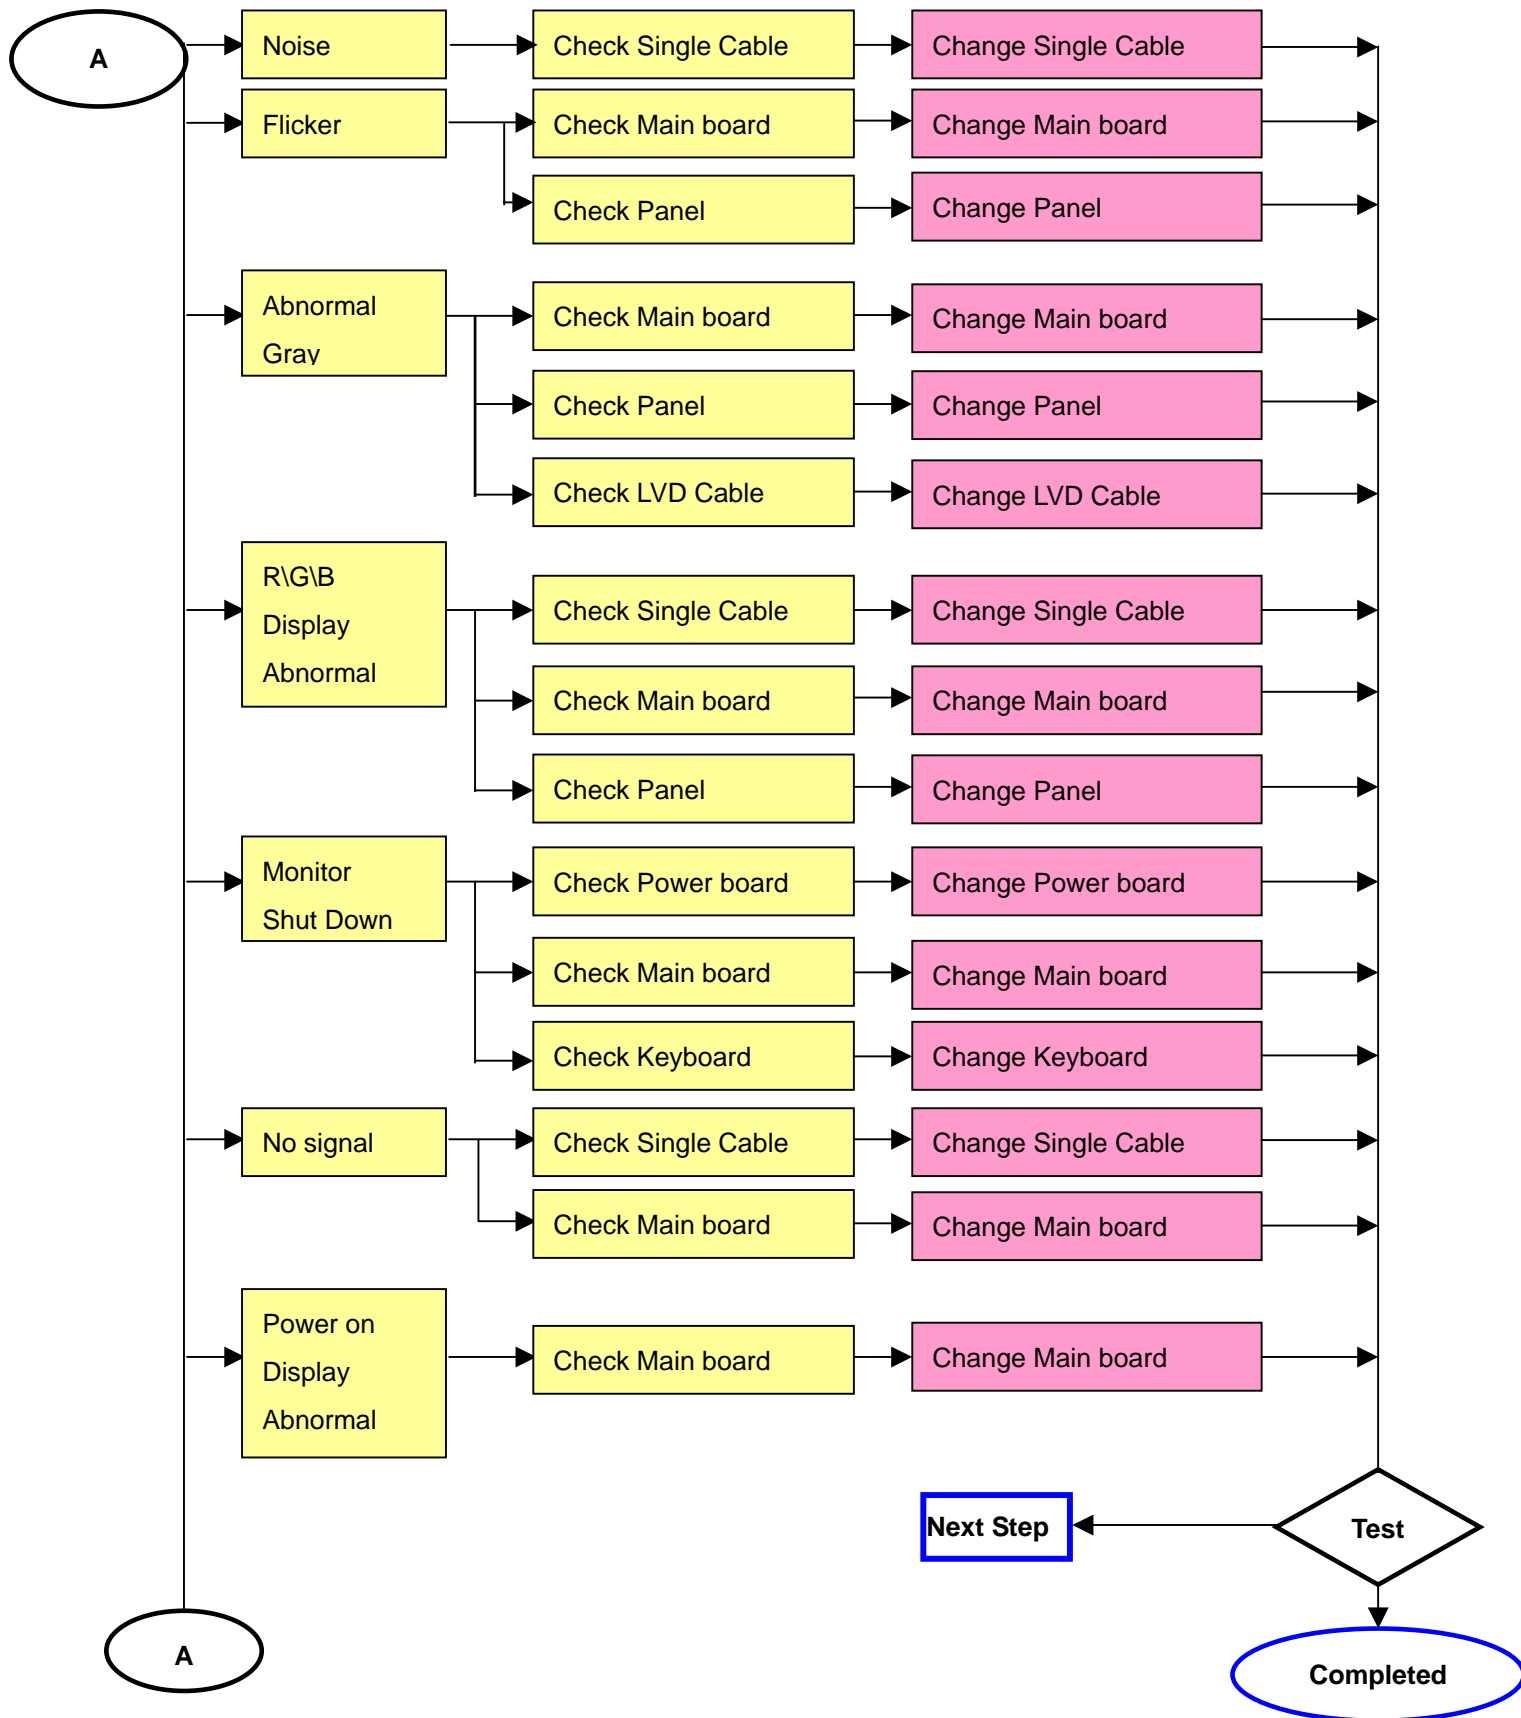 A
Noise
Check Single Cable
Change Single Cable
Flicker
Check Main board
Change Main board
Check Panel
Change Panel
Abnormal
Gray
Check Main board
Change Main board
Check Panel
Change Panel
Check LVD Cable
Change LVD Cable
R\G\B
Display
Abnormal
Check Single Cable
Change Single Cable
Check Main board
Change Main board
Check Panel
Change Panel
Monitor
Shut Down
Check Power board
Change Power board
Check Main board
Change Main board
Check Keyboard
Change Keyboard
No signal
Check Single Cable
Change Single Cable
Check Main board
Change Main board
Power on
Display
Abnormal
Check Main board
Change Main board
Next Step
Test
A
Completed